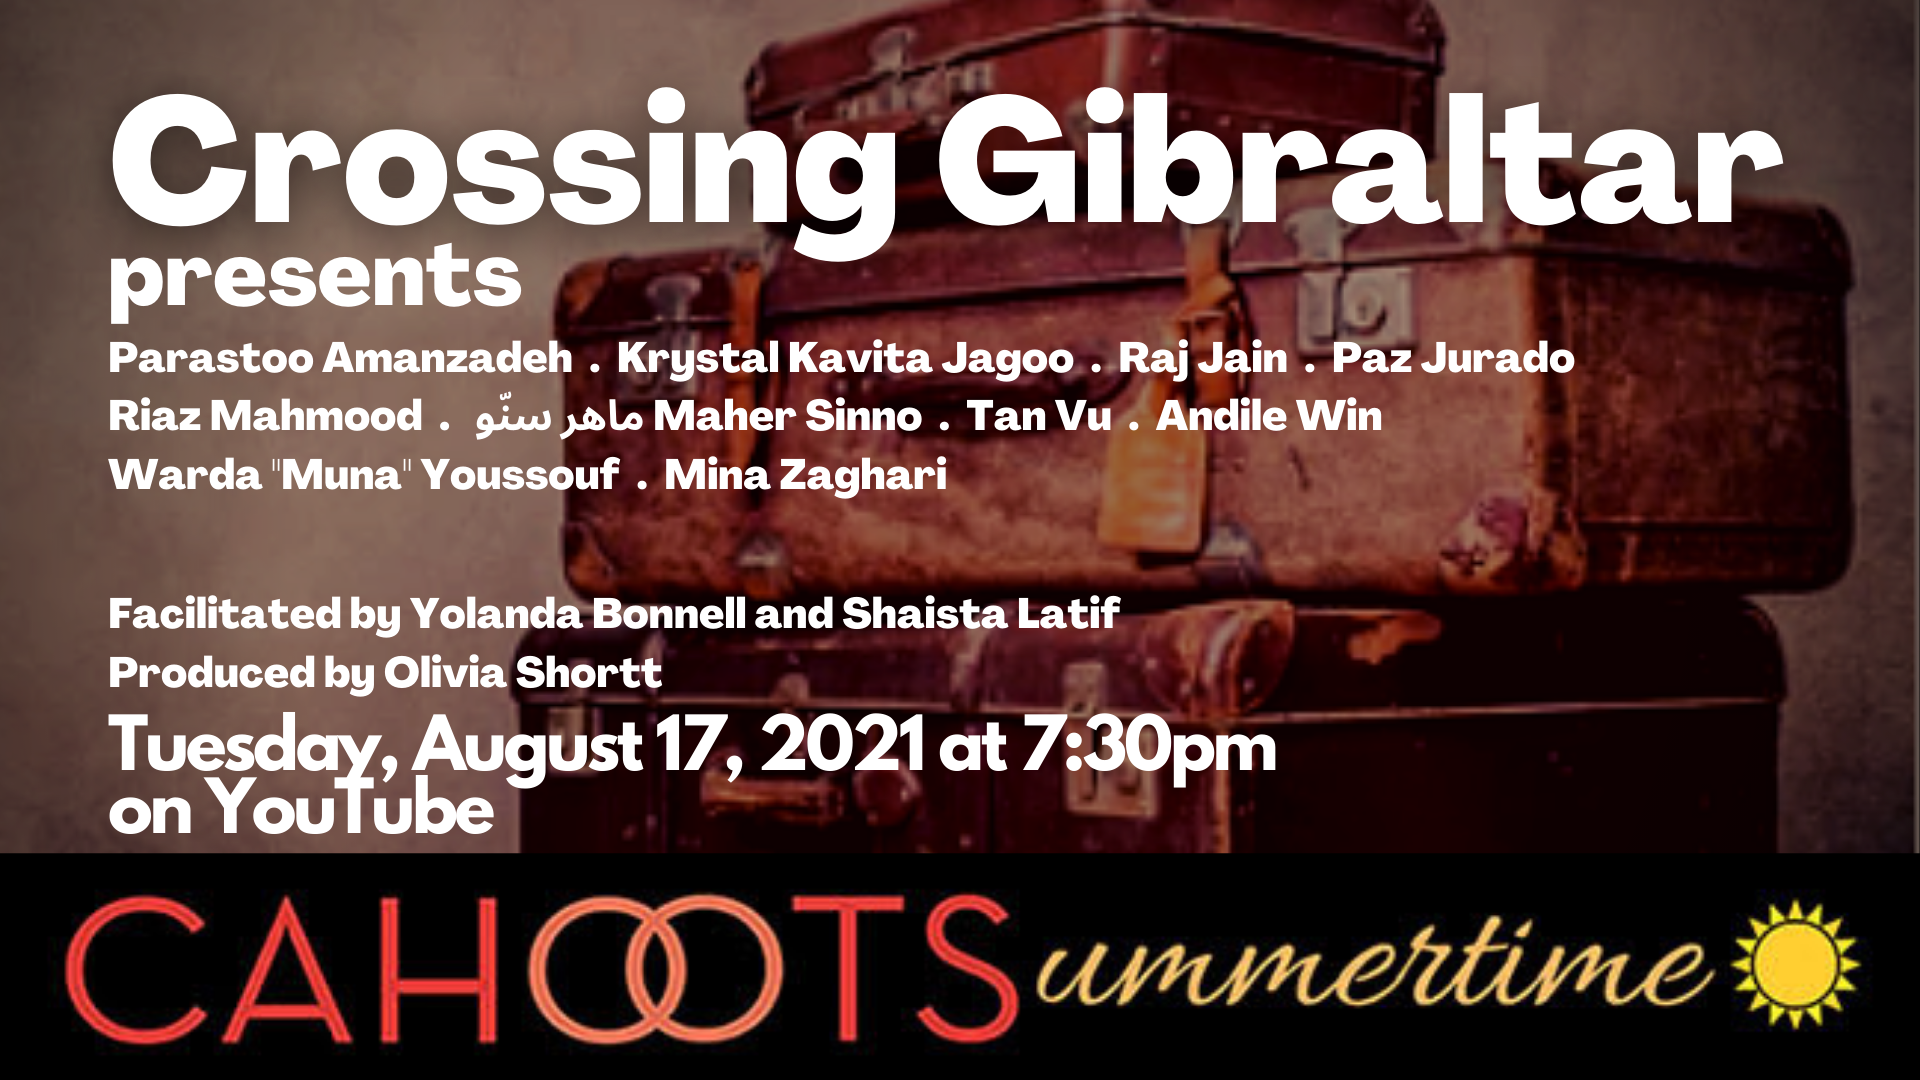 Crossing Gibraltar
presents
Parastoo Amanzadeh . Krystal Kavita Jagoo . Raj Jain . Paz Jurado
Riaz Mahmood . ماهر سنّو Maher Sinno . Tan Vu . Andile Win
Warda "Muna" Youssouf . Mina Zaghari
Facilitated by Yolanda Bonnell and Shaista Latif
Produced by Olivia Shortt
Tuesday, August 17, 2021 at 7:30pm
on YouTube
CAHOOTSummertime